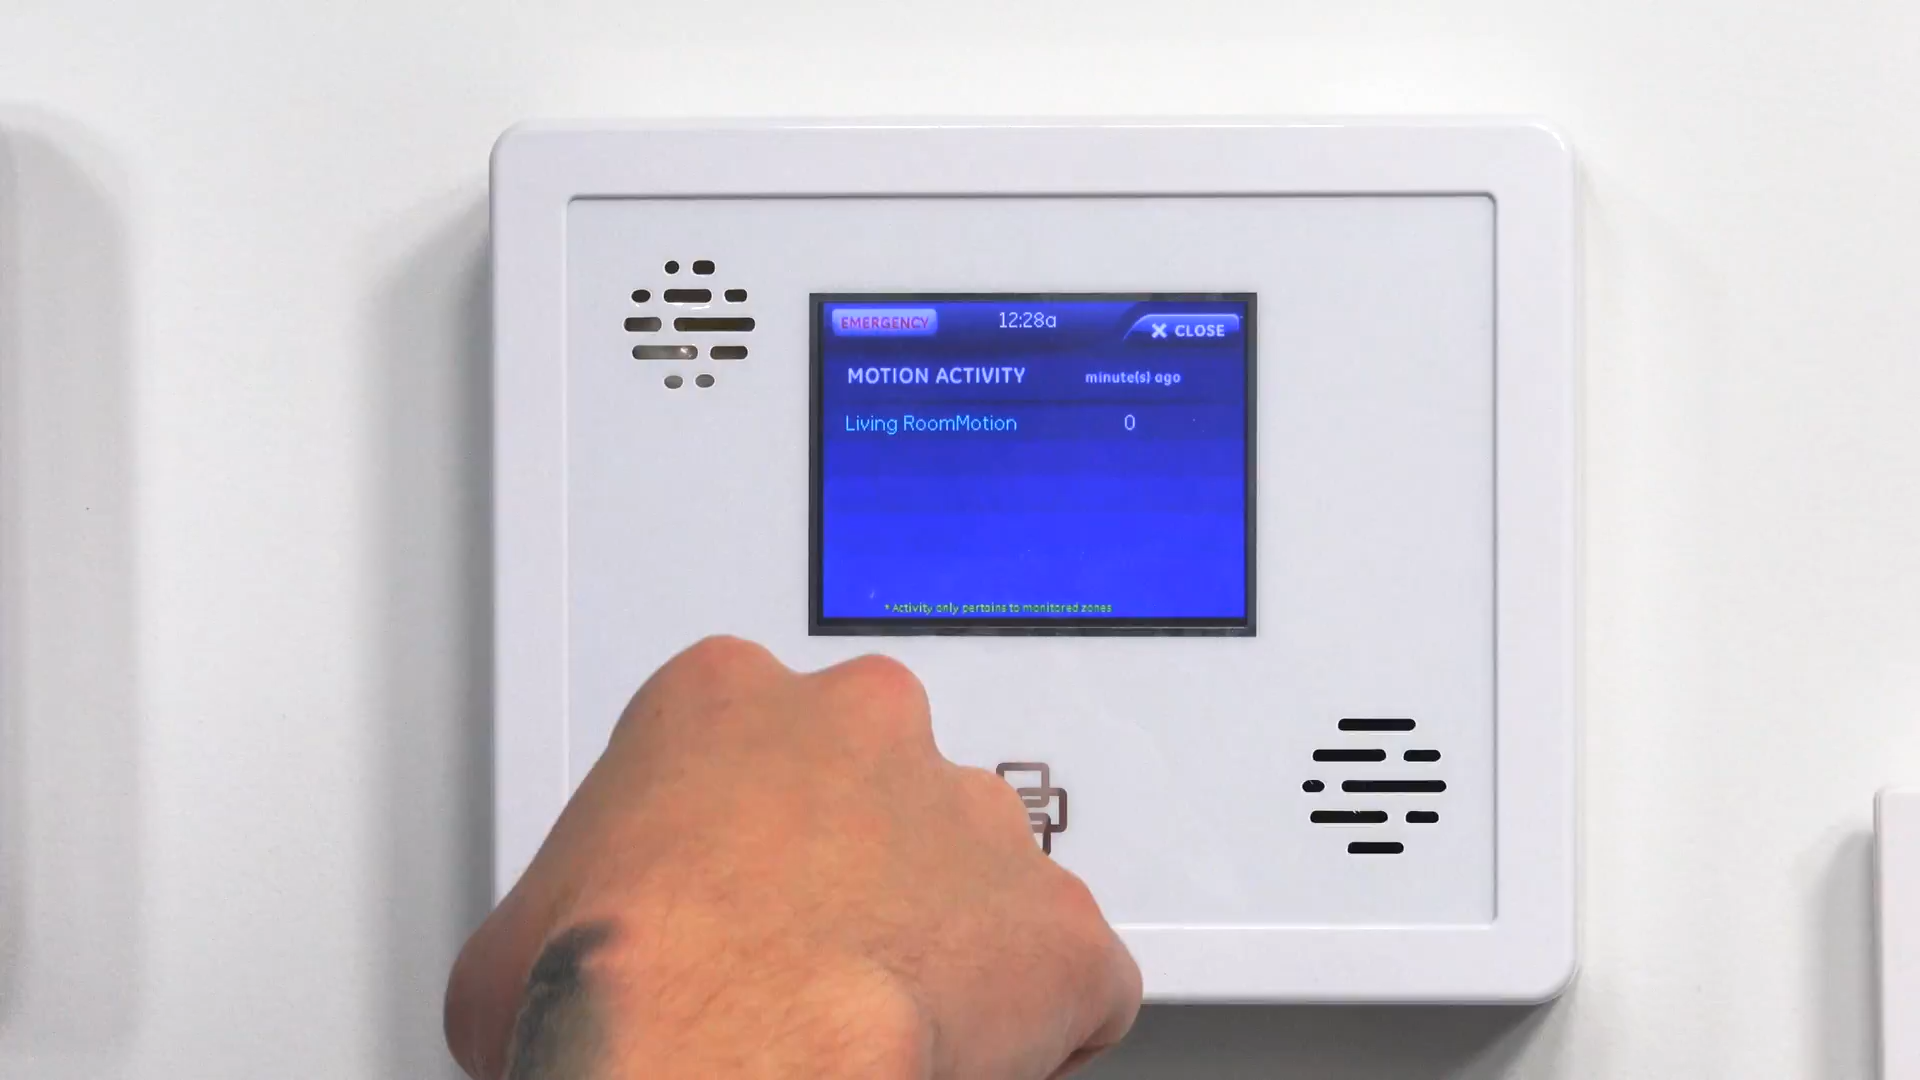 EMERGENCY 12:28a X CLOSE
MOTION ACTIVITY minute(s) ago
Living RoomMotion 0
* Activity only pertains to monitored zones